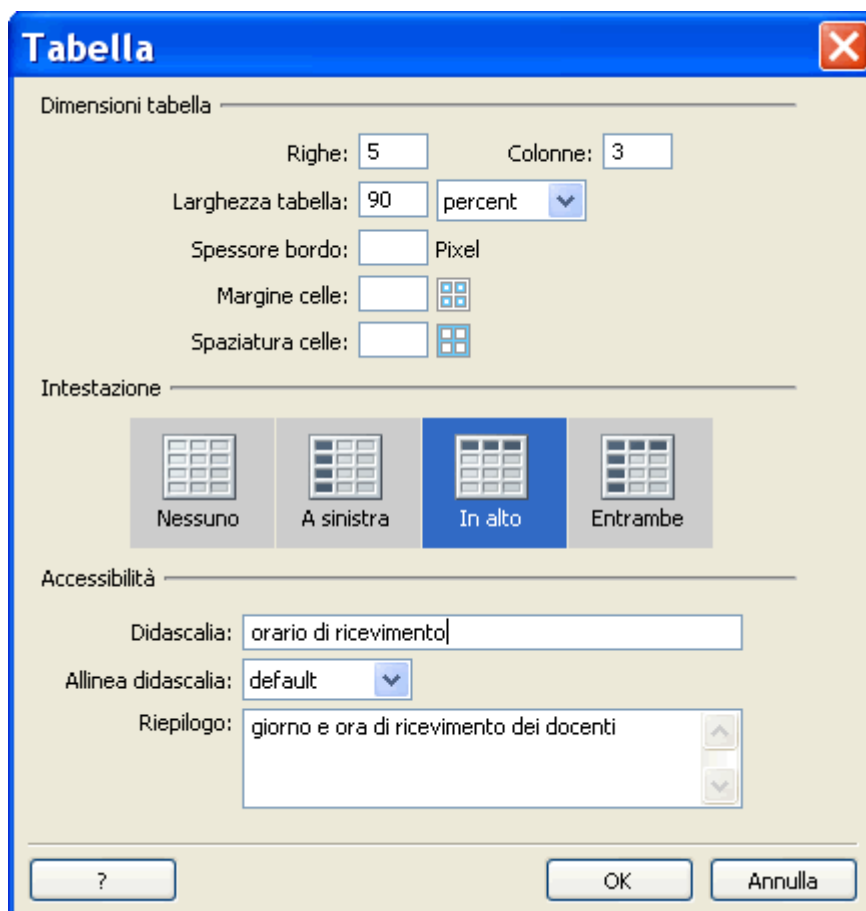 Tabella
Dimensioni tabella
Righe: 5 Colonne: 3
Larghezza tabella: 90 percent
Spessore bordo: Pixel
Margine celle:
Spaziatura celle:
Intestazione
Nessuno A sinistra In alto Entrambe
Accessibilità
Didascalia: orario di ricevimento
Allinea didascalia: default
Riepilogo: giorno e ora di ricevimento dei docenti
? OK Annulla